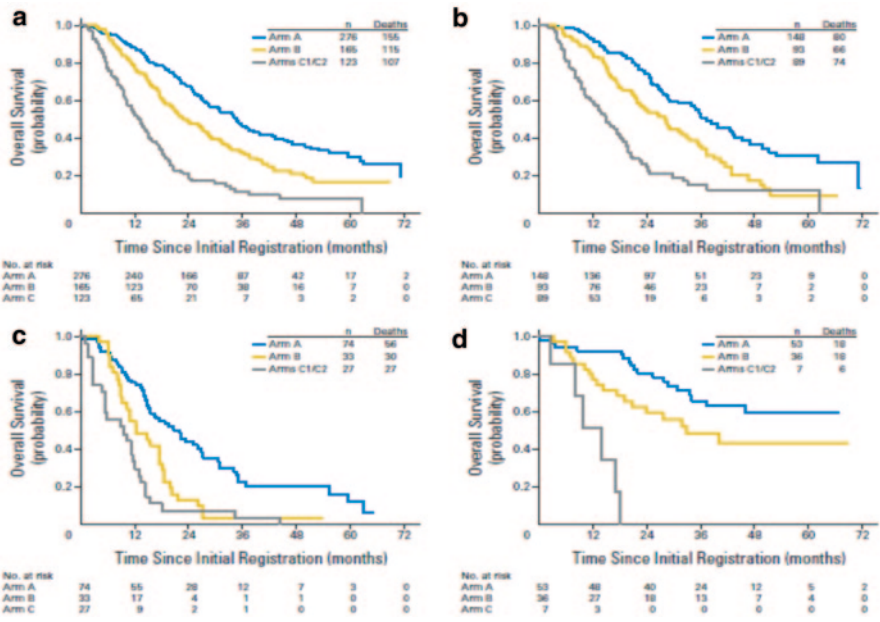 a
n Deaths
Arm A 276 155
Arm B 165 115
Arms C1/C2 123 107
Overall Survival
(probability)
1.0
0.8
0.6
0.4
0.2
0 12 24 36 48 60 72
Time Since Initial Registration (months)
No. at risk
Arm A 276 240 166 87 42 17 2
Arm B 165 123 70 38 16 7 0
Arm C 123 65 21 7 3 2 0
b
n Deaths
Arm A 148 80
Arm B 93 66
Arms C1/C2 89 74
Overall Survival
(probability)
1.0
0.8
0.6
0.4
0.2
0 12 24 36 48 60 72
Time Since Initial Registration (months)
No. at risk
Arm A 148 136 97 51 23 9 0
Arm B 93 76 46 23 7 2 0
Arm C 89 53 19 6 3 2 0
c
n Deaths
Arm A 74 56
Arm B 33 30
Arms C1/C2 27 27
Overall Survival
(probability)
1.0
0.8
0.6
0.4
0.2
0 12 24 36 48 60 72
Time Since Initial Registration (months)
No. at risk
Arm A 74 55 28 12 7 3 0
Arm B 33 17 4 1 1 0 0
Arm C 27 9 2 1 0 0 0
d
n Deaths
Arm A 53 18
Arm B 36 18
Arms C1/C2 7 6
Overall Survival
(probability)
1.0
0.8
0.6
0.4
0.2
0 12 24 36 48 60 72
Time Since Initial Registration (months)
No. at risk
Arm A 53 48 40 24 12 5 2
Arm B 36 27 18 13 7 4 0
Arm C 7 3 0 0 0 0 0